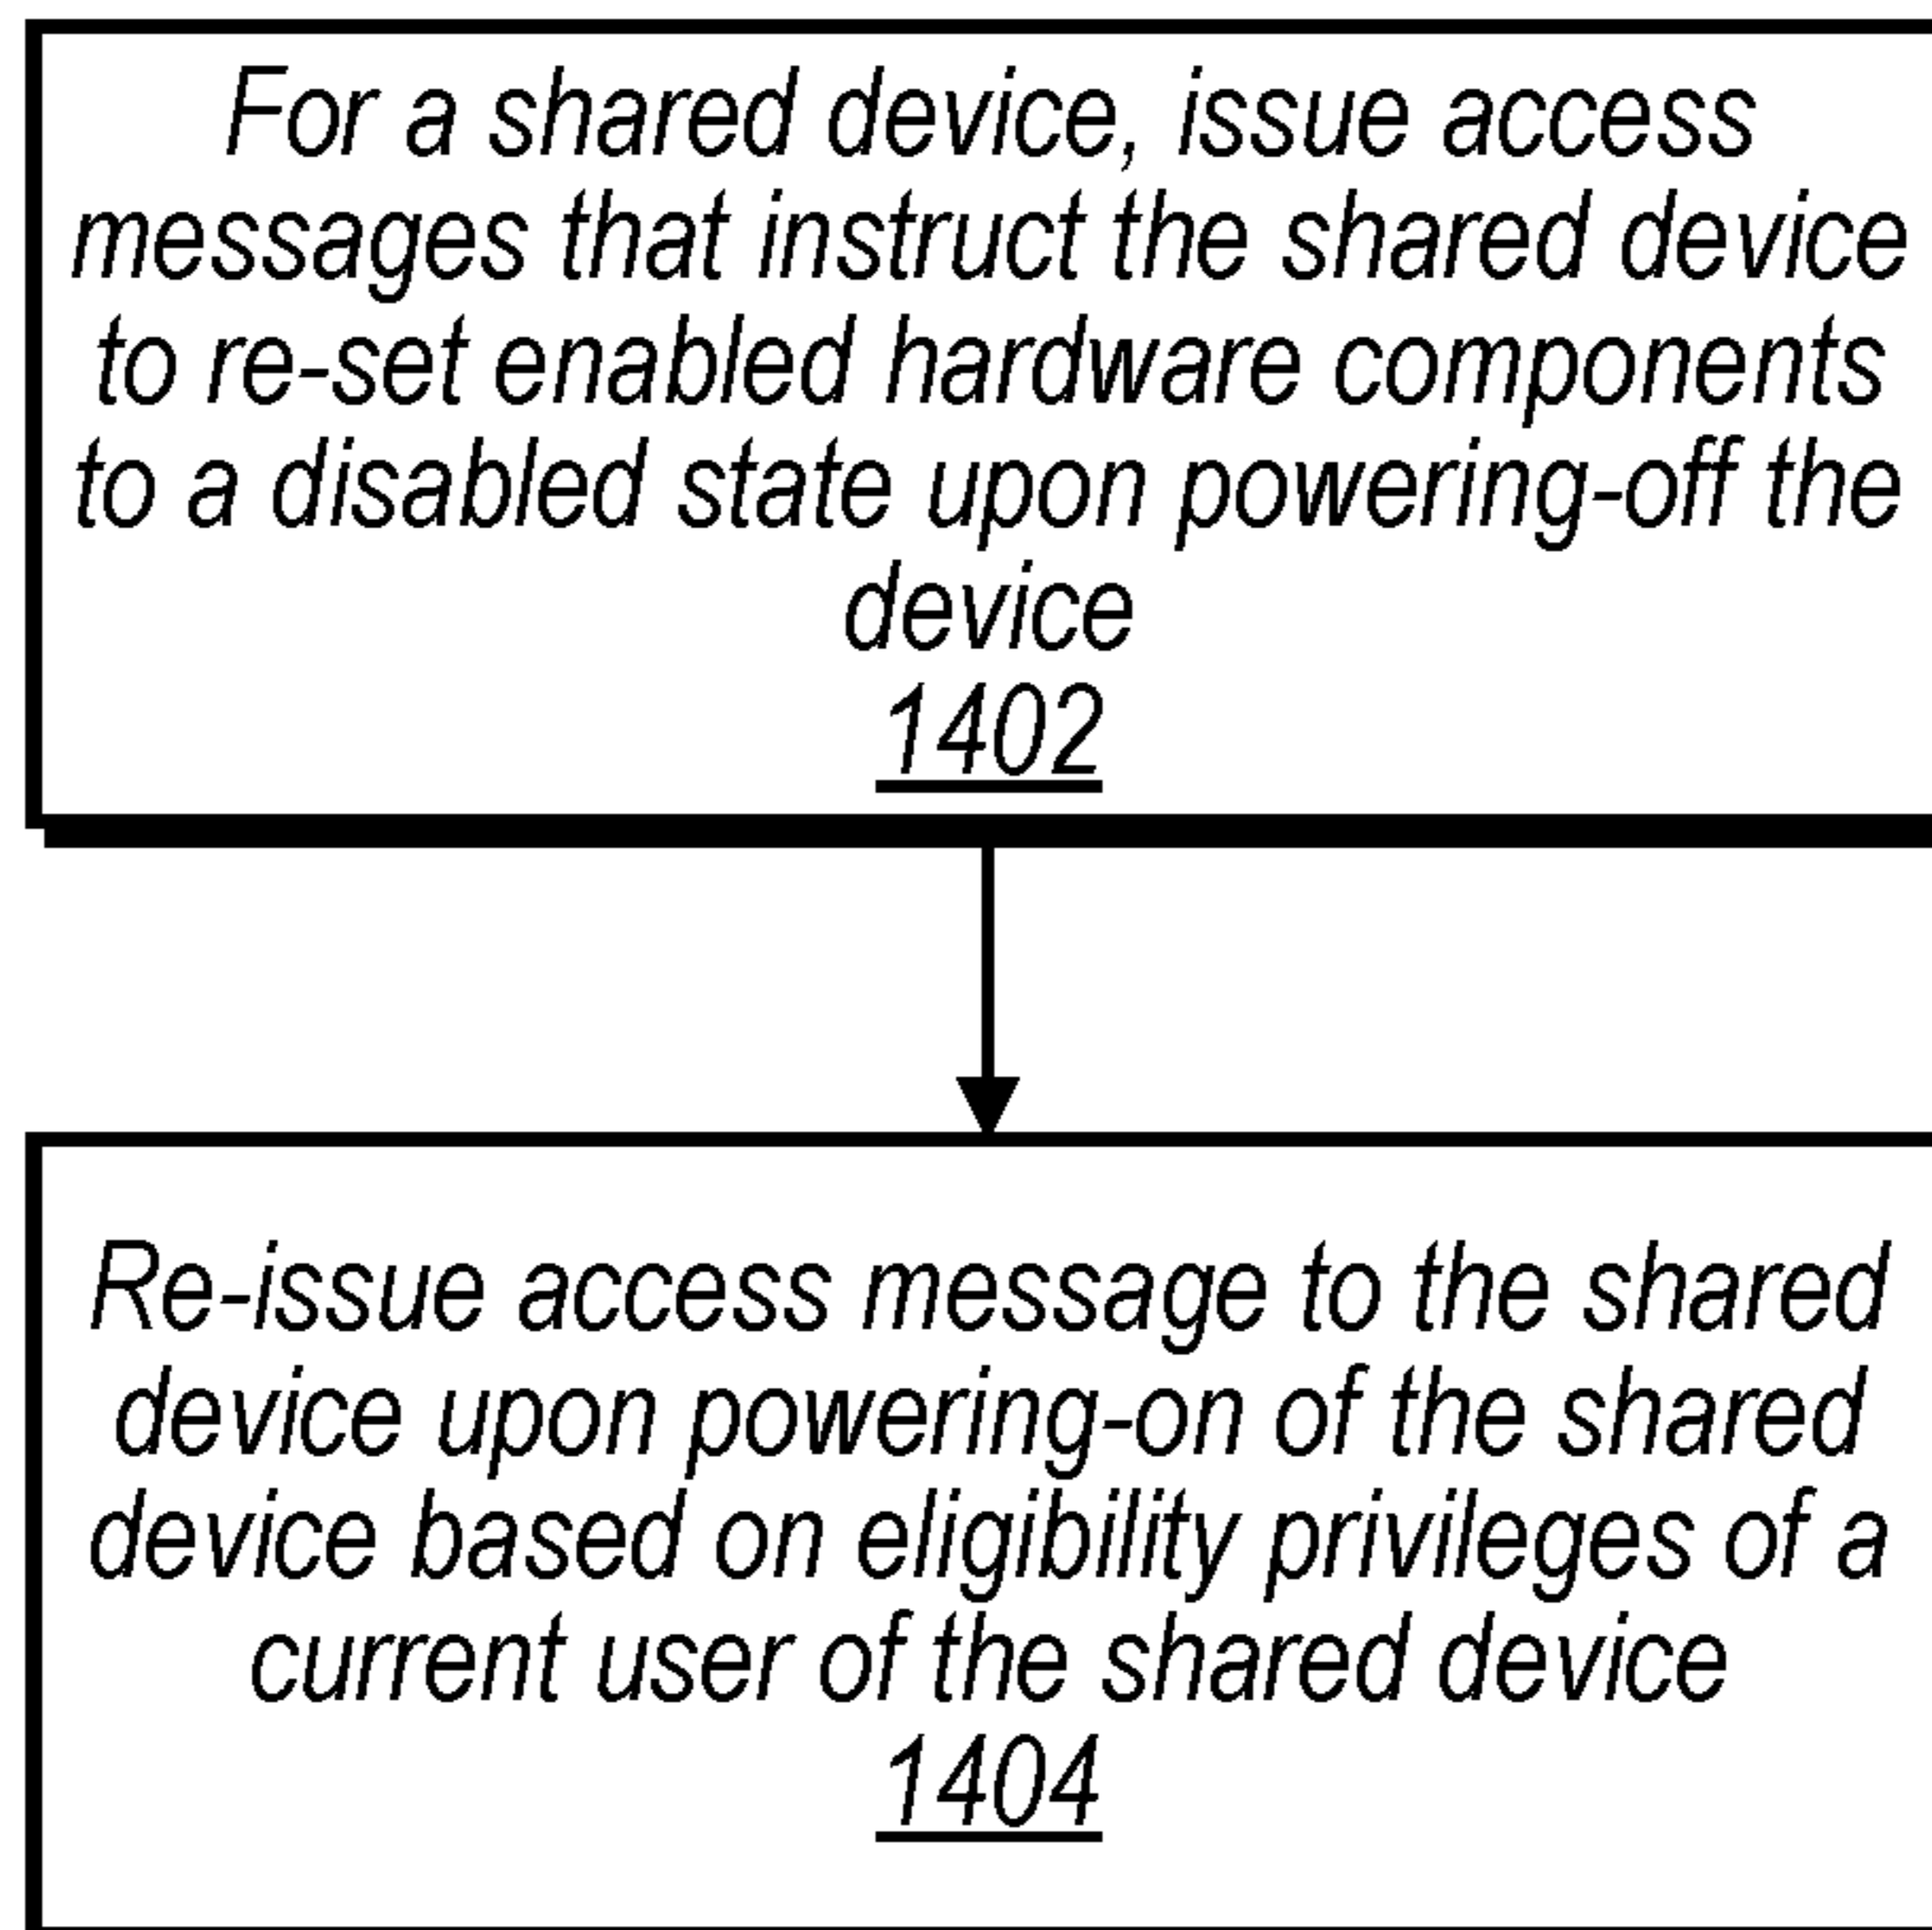 For a shared device, issue access
messages that instruct the shared device
to re-set enabled hardware components
to a disabled state upon powering-off the
device
1402
Re-issue access message to the shared
device upon powering-on of the shared
device based on eligibility privileges of a
current user of the shared device
1404